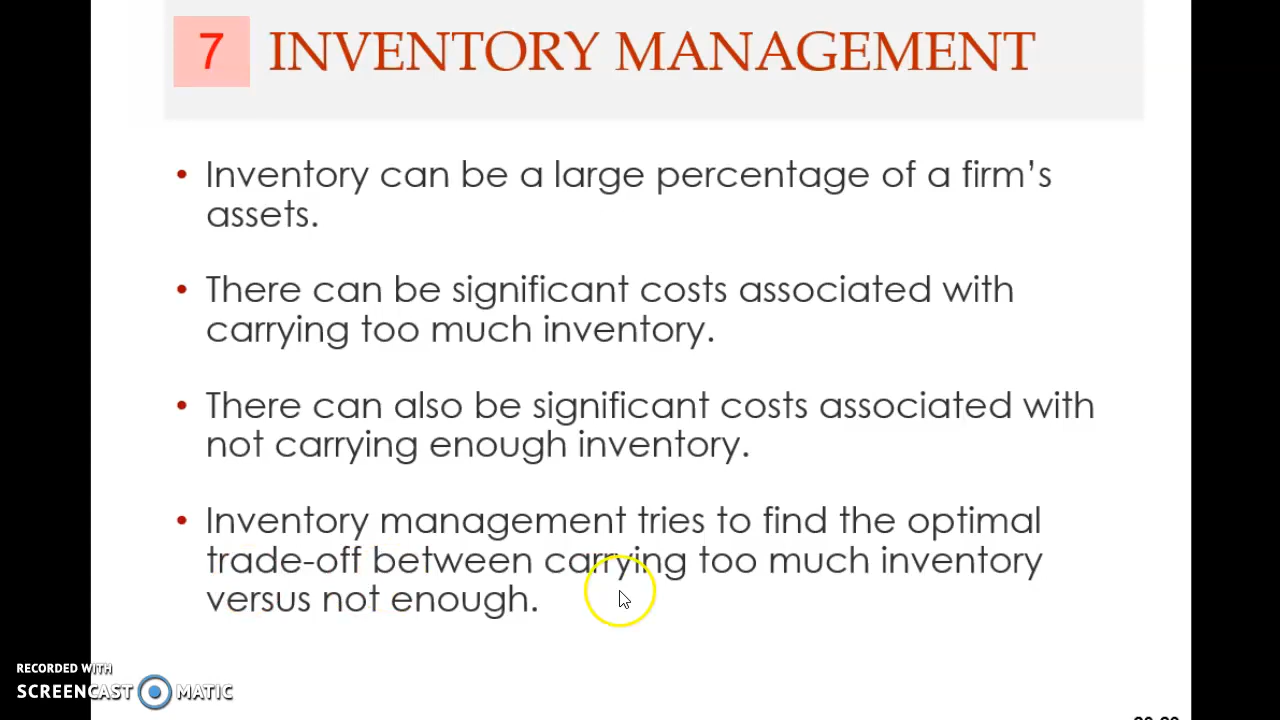 7 INVENTORY MANAGEMENT
• Inventory can be a large percentage of a firm's
assets.
• There can be significant costs associated with
carrying too much inventory.
• There can also be significant costs associated with
not carrying enough inventory.
• Inventory management tries to find the optimal
trade-off between carrying too much inventory
versus not enough.
RECORDED WITH
SCREENCAST MATIC